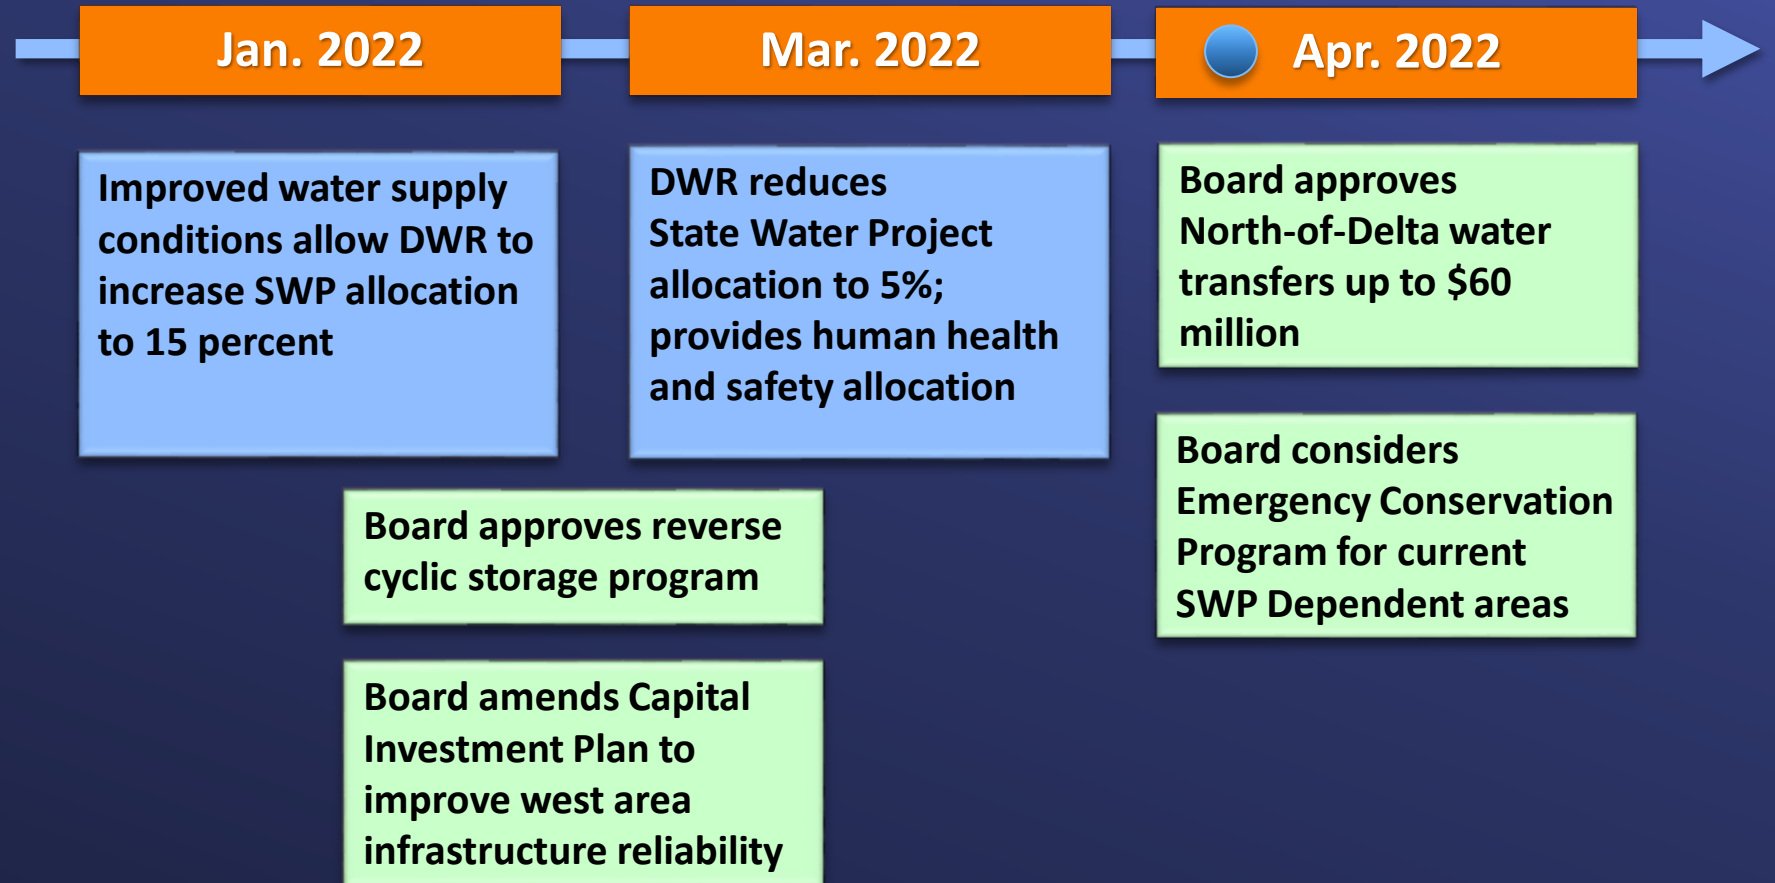 Jan. 2022
Mar. 2022
Apr. 2022
Improved water supply
conditions allow DWR to
increase SWP allocation
to 15 percent
DWR reduces
State Water Project
allocation to 5%;
provides human health
and safety allocation
Board approves
North-of-Delta water
transfers up to $60
million
Board considers
Emergency Conservation
Program for current
SWP Dependent areas
Board approves reverse
cyclic storage program
Board amends Capital
Investment Plan to
improve west area
infrastructure reliability